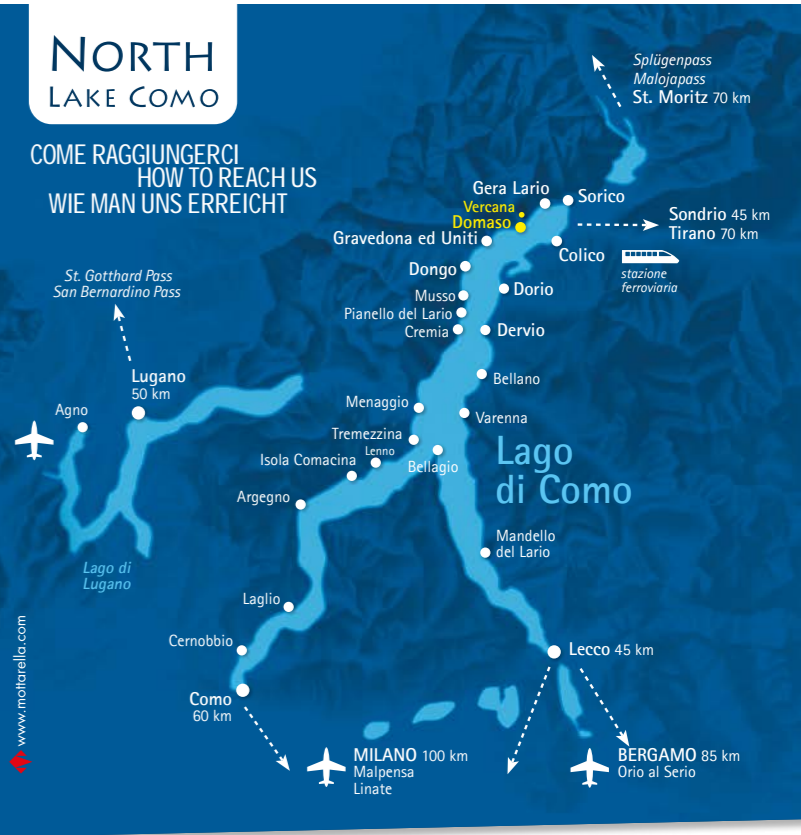 NORTH
LAKE COMO
COME RAGGIUNGERCI
HOW TO REACH US
WIE MAN UNS ERREICHT
Splügenpass
Malojapass
St. Moritz 70 km
Gera Lario
Sorico
Vercana
Domaso
Sondrio 45 km
Tirano 70 km
Gravedona ed Uniti
Colico
stazione
ferroviaria
Dongo
Dorio
Musso
Pianello del Lario
Cremia
Dervio
St. Gotthard Pass
San Bernardino Pass
Lugano
50 km
Agno
Bellano
Menaggio
Varenna
Tremezzina
Lenno
Isola Comacina
Bellagio
Lago
di Como
Argegno
Mandello
del Lario
Lago di
Lugano
Laglio
Cernobbio
Lecco 45 km
Como
60 km
MILANO 100 km
Malpensa
Linate
BERGAMO 85 km
Orio al Serio
www.mottarella.com